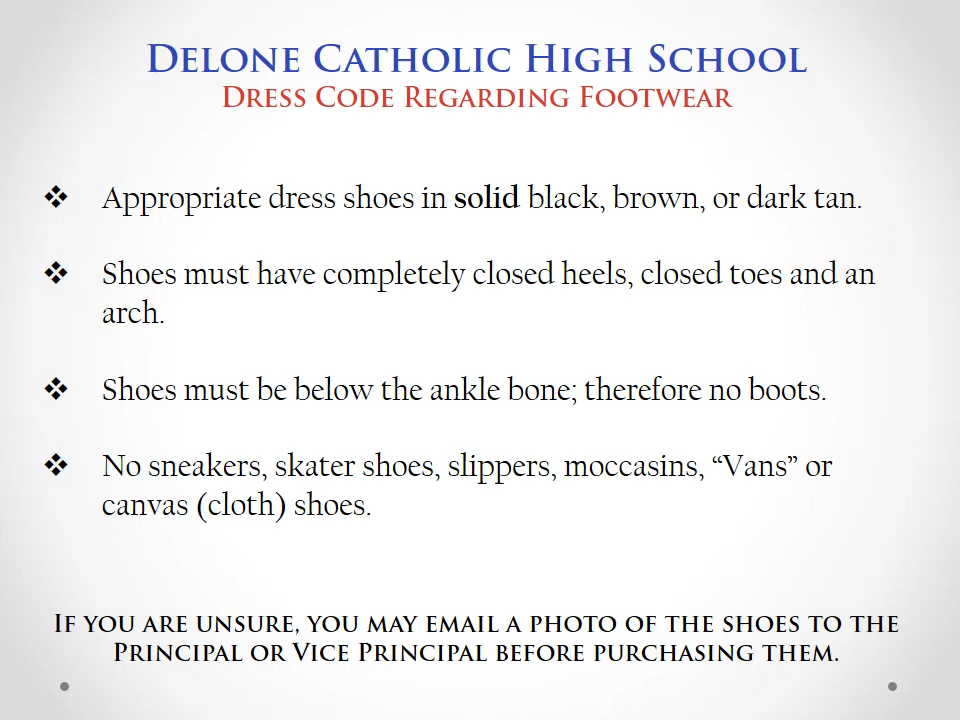 Delone Catholic High School
Dress Code Regarding Footwear
❖ Appropriate dress shoes in solid black, brown, or dark tan.
❖ Shoes must have completely closed heels, closed toes and an
arch.
❖ Shoes must be below the ankle bone; therefore no boots.
❖ No sneakers, skater shoes, slippers, moccasins, “Vans” or
canvas (cloth) shoes.
If you are unsure, you may email a photo of the shoes to the
Principal or Vice Principal before purchasing them.